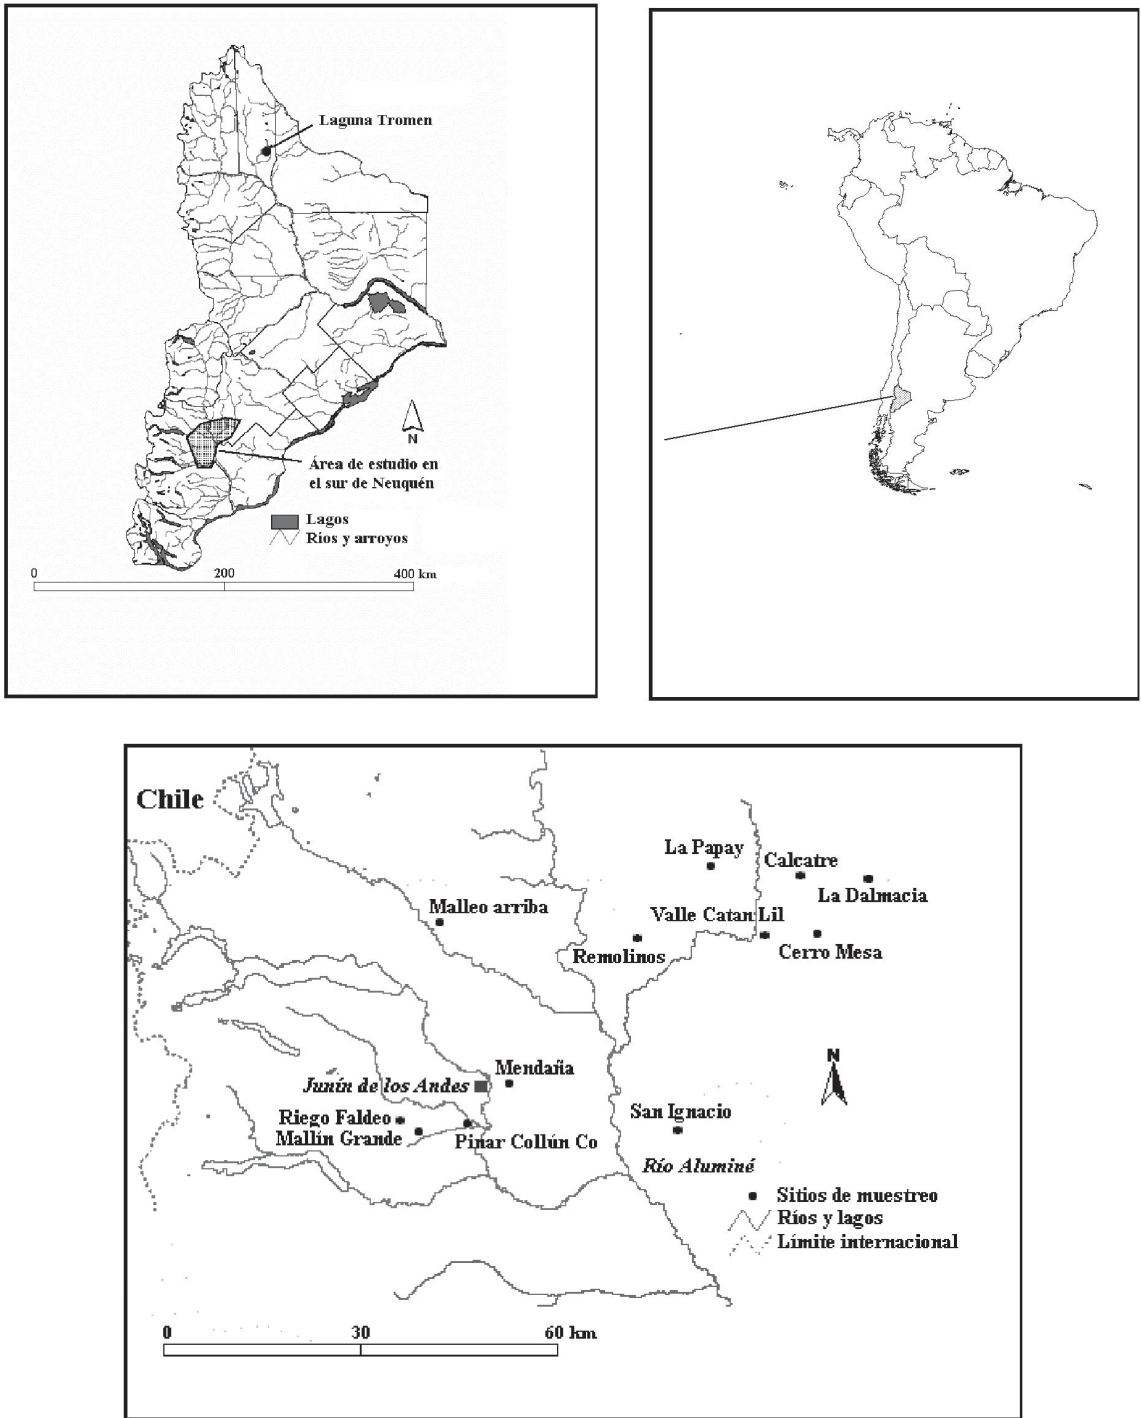 Laguna Tromen
N
Área de estudio en
el sur de Neuquén
Lagos
Ríos y arroyos
0 200 400 km
Chile
La Papay
Calcatre
La Dalmacia
Malleo arriba
Valle Catan Lil
Remolinos
Cerro Mesa
N
Mendaña
Junín de los Andes
San Ignacio
Riego Faldeo
Mallín Grande
Pinar Collún Co
Río Aluminé
Sitios de muestreo
Ríos y lagos
Límite internacional
0 30 60 km